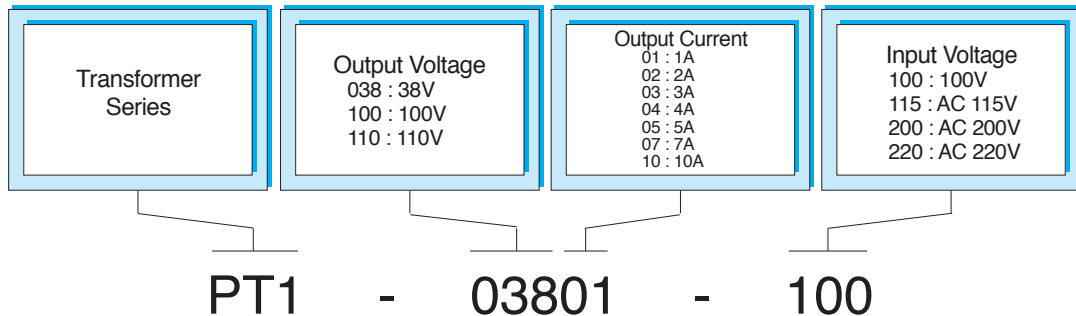 Transformer
Series
Output Voltage
038 : 38V
100 : 100V
110 : 110V
Output Current
01 : 1A
02 : 2A
03 : 3A
04 : 4A
05 : 5A
07 : 7A
10 : 10A
Input Voltage
100 : 100V
115 : AC 115V
200 : AC 200V
220 : AC 220V
PT1 - 03801 - 100